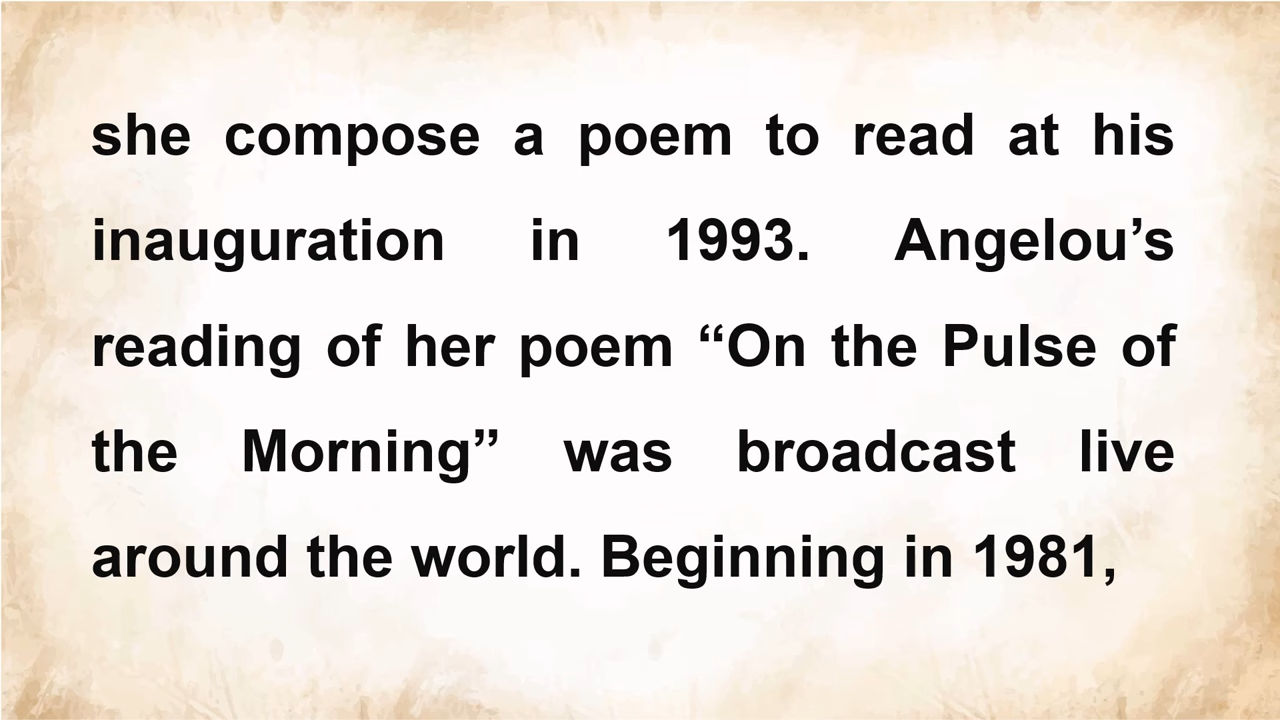 she compose a poem to read at his
inauguration in 1993. Angelou’s
reading of her poem “On the Pulse of
the Morning” was broadcast live
around the world. Beginning in 1981,